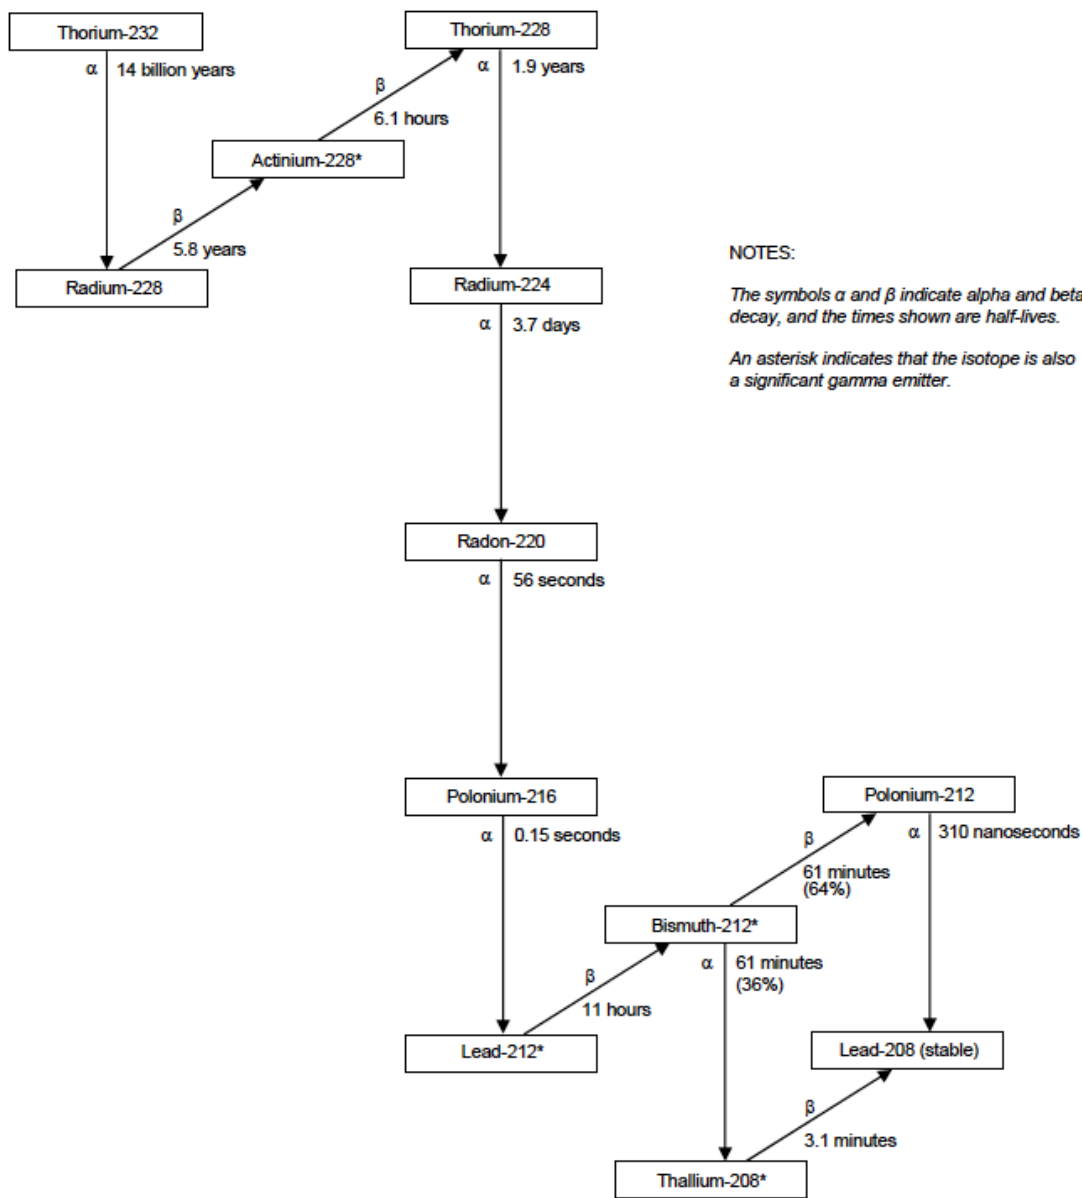 Thorium-232
Thorium-228
α 14 billion years
α 1.9 years
β
6.1 hours
Actinium-228*
β
5.8 years
Radium-228
Radium-224
α 3.7 days
NOTES:
The symbols α and β indicate alpha and beta
decay, and the times shown are half-lives.
An asterisk indicates that the isotope is also
a significant gamma emitter.
Radon-220
α 56 seconds
Polonium-216
Polonium-212
α 0.15 seconds
α 310 nanoseconds
β
61 minutes
(64%)
Bismuth-212*
α 61 minutes
(36%)
β
11 hours
Lead-212*
Lead-208 (stable)
β
3.1 minutes
Thallium-208*